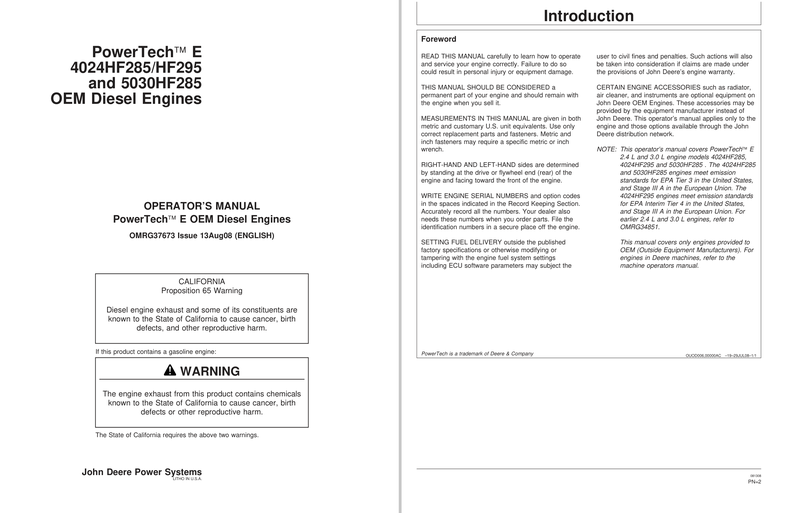 PowerTech™ E
4024HF285/HF295
and 5030HF285
OEM Diesel Engines
OPERATOR'S MANUAL
PowerTech™ E OEM Diesel Engines
OMRG37673 Issue 13Aug08 (ENGLISH)
CALIFORNIA
Proposition 65 Warning
Diesel engine exhaust and some of its constituents are
known to the State of California to cause cancer, birth
defects, and other reproductive harm.
If this product contains a gasoline engine:
WARNING
The engine exhaust from this product contains chemicals
known to the State of California to cause cancer, birth
defects or other reproductive harm.
The State of California requires the above two warnings.
John Deere Power Systems
LITHO IN U.S.A.
Introduction
Foreword
READ THIS MANUAL carefully to learn how to operate
and service your engine correctly. Failure to do so
could result in personal injury or equipment damage.
THIS MANUAL SHOULD BE CONSIDERED a
permanent part of your engine and should remain with
the engine when you sell it.
MEASUREMENTS IN THIS MANUAL are given in both
metric and customary U.S. unit equivalents. Use only
correct replacement parts and fasteners. Metric and
inch fasteners may require a specific metric or inch
wrench.
RIGHT-HAND AND LEFT-HAND sides are determined
by standing at the drive or flywheel end (rear) of the
engine and facing toward the front of the engine.
WRITE ENGINE SERIAL NUMBERS and option codes
in the spaces indicated in the Record Keeping Section.
Accurately record all the numbers. Your dealer also
needs these numbers when you order parts. File the
identification numbers in a secure place off the engine.
SETTING FUEL DELIVERY outside the published
factory specifications or otherwise modifying or
tampering with the engine fuel system settings
including ECU software parameters may subject the
user to civil fines and penalties. Such actions will also
be taken into consideration if claims are made under
the provisions of John Deere's engine warranty.
CERTAIN ENGINE ACCESSORIES such as radiator,
air cleaner, and instruments are optional equipment on
John Deere OEM Engines. These accessories may be
provided by the equipment manufacturer instead of
John Deere. This operator's manual applies only to the
engine and those options available through the John
Deere distribution network.
NOTE: This operator's manual covers PowerTech™ E
2.4 L and 3.0 L engine models 4024HF285,
4024HF295 and 5030HF285 . The 4024HF285
and 5030HF285 engines meet emission
standards for EPA Tier 3 in the United States,
and Stage III A in the European Union. The
4024HF295 engines meet emission standards
for EPA Interim Tier 4 in the United States,
and Stage III A in the European Union. For
earlier 2.4 L and 3.0 L engines, refer to
OMRG34851.
This manual covers only engines provided to
OEM (Outside Equipment Manufacturers). For
engines in Deere machines, refer to the
machine operators manual.
PowerTech is a trademark of Deere & Company
PN=2